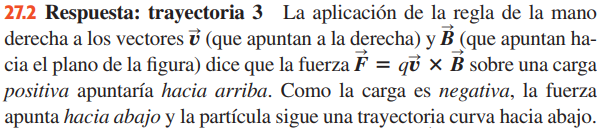 27.2 Respuesta: trayectoria 3 La aplicación de la regla de la mano
derecha a los vectores v⃗ (que apuntan a la derecha) y B⃗ (que apuntan ha-
cia el plano de la figura) dice que la fuerza F⃗ = qv⃗ × B⃗ sobre una carga
positiva apuntaría hacia arriba. Como la carga es negativa, la fuerza
apunta hacia abajo y la partícula sigue una trayectoria curva hacia abajo.